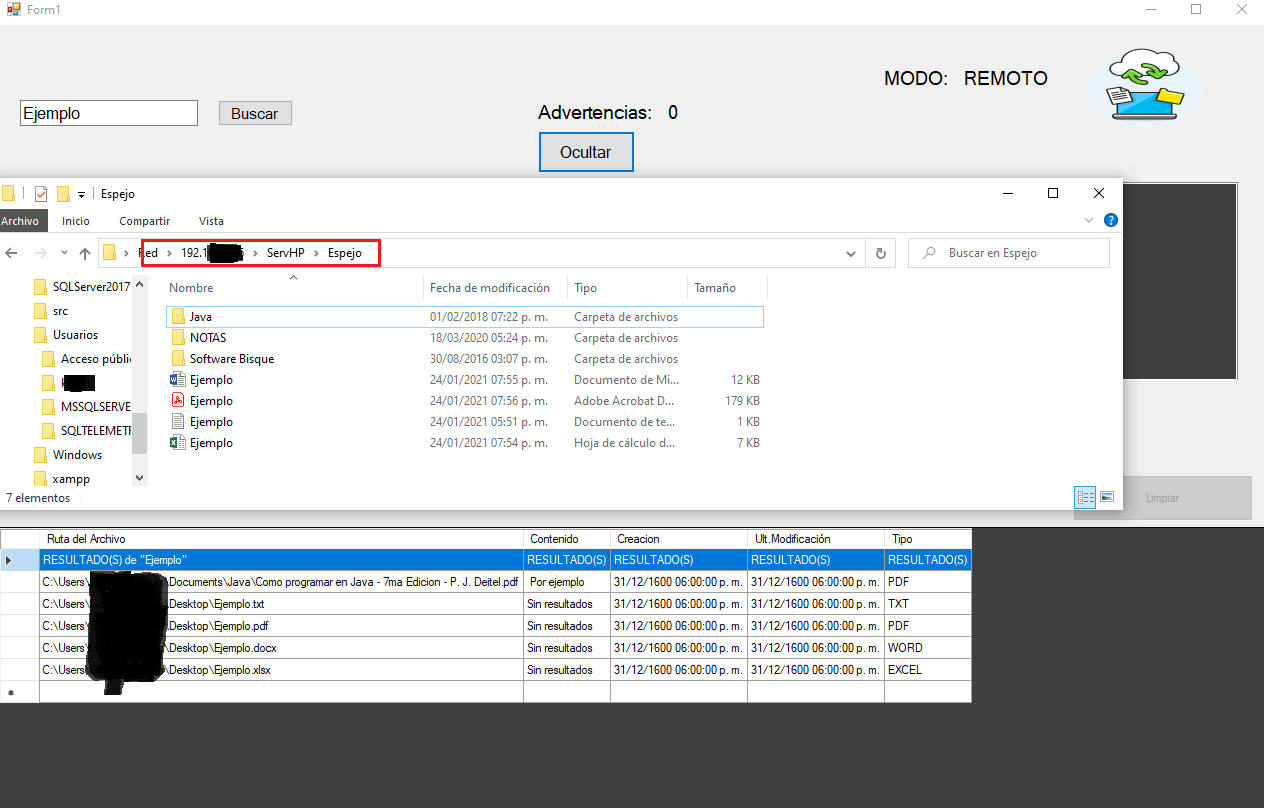 Form1
MODO: REMOTO
Ejemplo
Buscar
Advertencias: 0
Ocultar
Espejo
Archivo Inicio Compartir Vista
Red > 192.1 > ServHP > Espejo
Buscar en Espejo
SQLServer2017
src
Usuarios
Acceso públi
MSSQLSERVE
SQLTELEMET
Windows
xampp
Nombre Fecha de modificación Tipo Tamaño
Java 01/02/2018 07:22 p. m. Carpeta de archivos
NOTAS 18/03/2020 05:24 p. m. Carpeta de archivos
Software Bisque 30/08/2016 03:07 p. m. Carpeta de archivos
Ejemplo 24/01/2021 07:55 p. m. Documento de Mi... 12 KB
Ejemplo 24/01/2021 07:56 p. m. Adobe Acrobat D... 179 KB
Ejemplo 24/01/2021 05:51 p. m. Documento de te... 1 KB
Ejemplo 24/01/2021 07:54 p. m. Hoja de cálculo d... 7 KB
7 elementos
Limpiar
Ruta del Archivo Contenido Creacion Ult.Modificación Tipo
RESULTADO(S) de "Ejemplo" RESULTADO(S) RESULTADO(S) RESULTADO(S) RESULTADO(S)
C:\Users\ \Documents\Java\Como programar en Java - 7ma Edicion - P. J. Deitel.pdf Por ejemplo 31/12/1600 06:00:00 p. m. 31/12/1600 06:00:00 p. m. PDF
C:\Users\ \Desktop\Ejemplo.txt Sin resultados 31/12/1600 06:00:00 p. m. 31/12/1600 06:00:00 p. m. TXT
C:\Users\ \Desktop\Ejemplo.pdf Sin resultados 31/12/1600 06:00:00 p. m. 31/12/1600 06:00:00 p. m. PDF
C:\Users\ \Desktop\Ejemplo.docx Sin resultados 31/12/1600 06:00:00 p. m. 31/12/1600 06:00:00 p. m. WORD
C:\Users\ \Desktop\Ejemplo.xlsx Sin resultados 31/12/1600 06:00:00 p. m. 31/12/1600 06:00:00 p. m. EXCEL